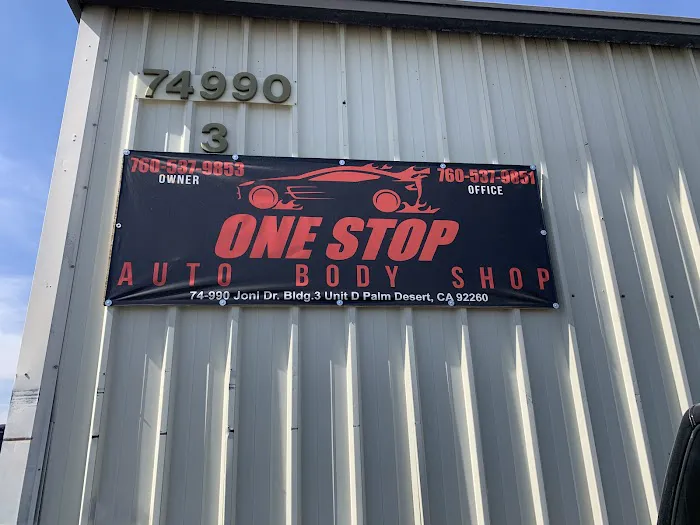 74990
3
760-537-9853
OWNER
760-537-9851
OFFICE
ONE STOP
AUTO BODY SHOP
74-990 Joni Dr. Bldg.3 Unit D Palm Desert, CA 92260